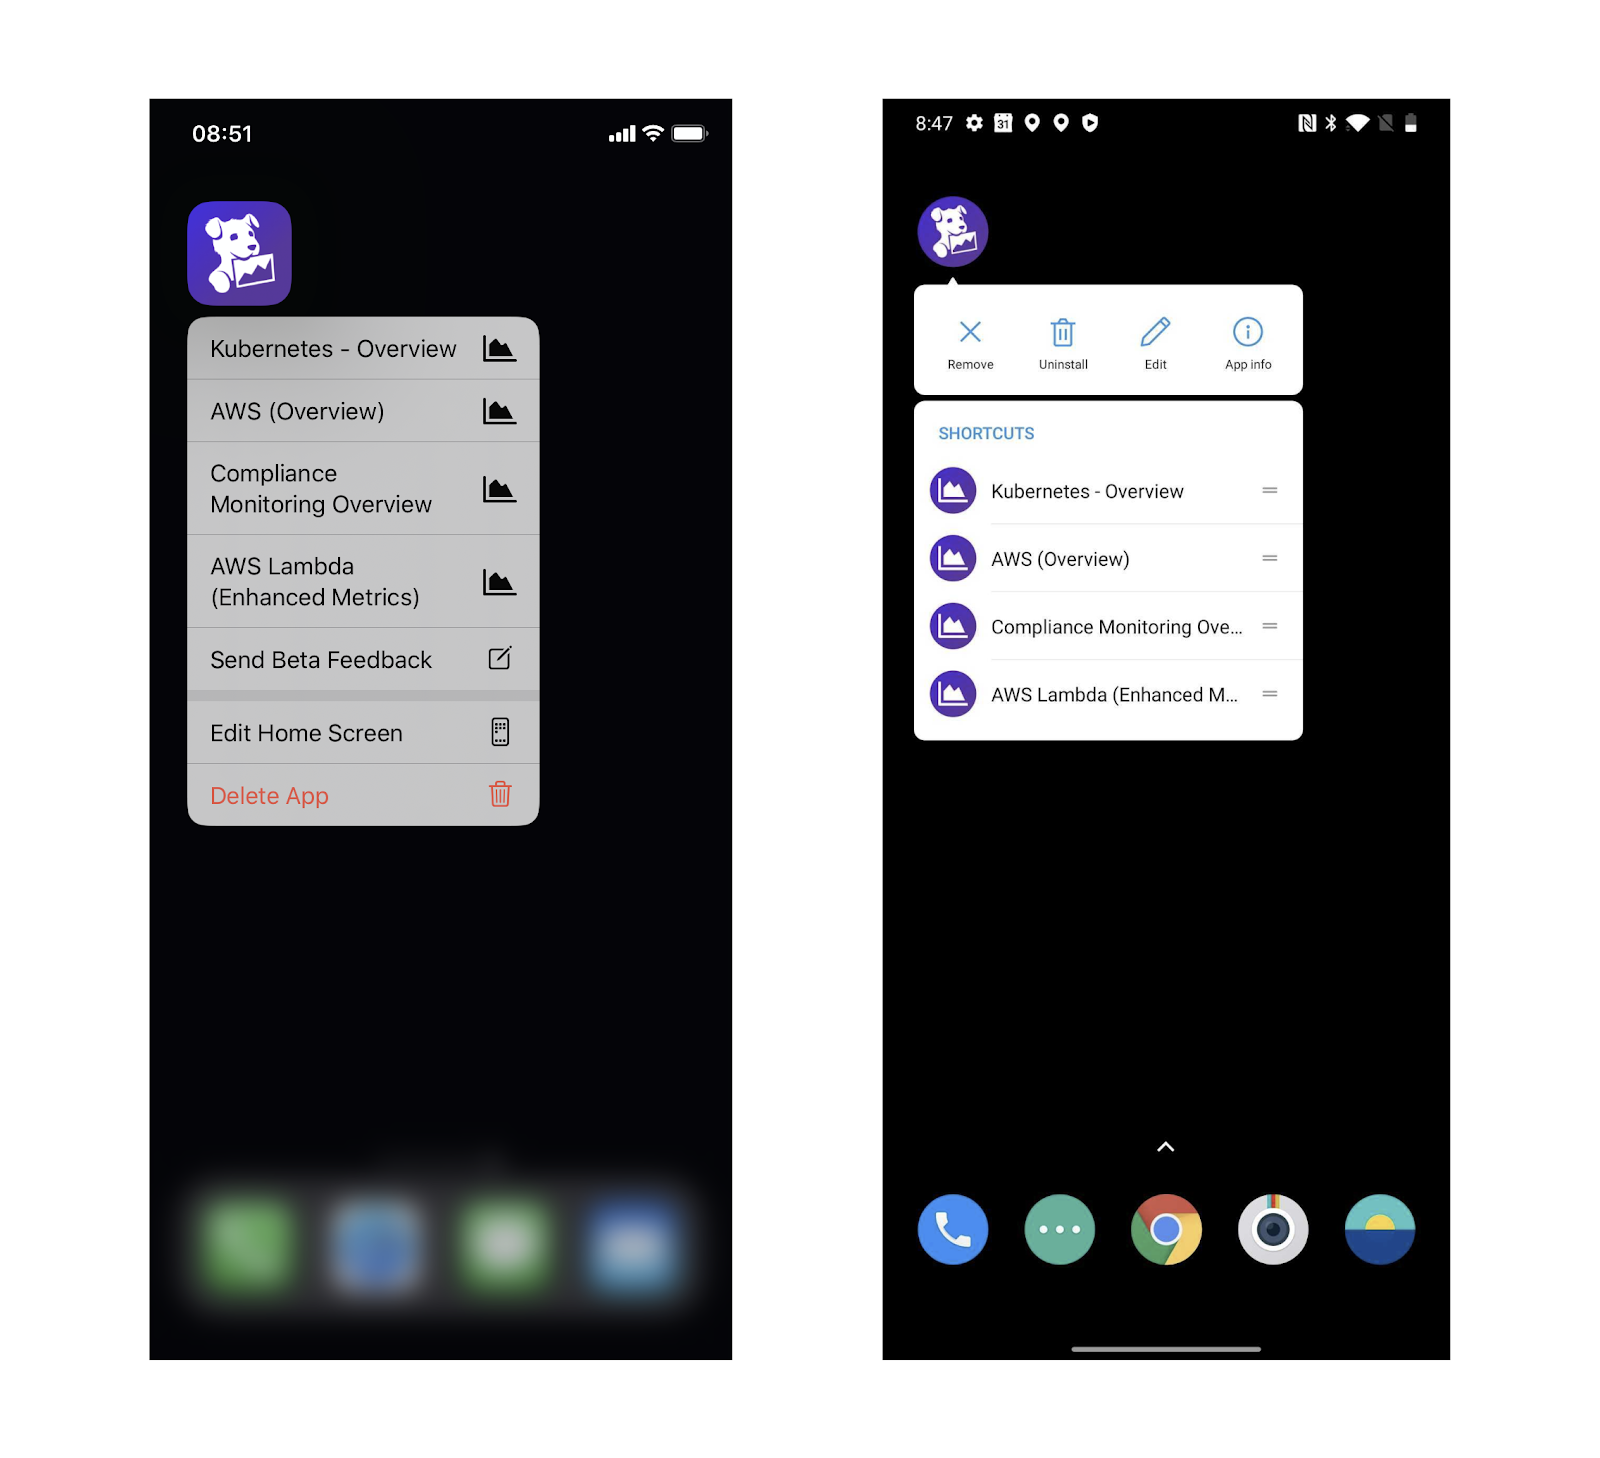 08:51
Kubernetes - Overview
AWS (Overview)
Compliance
Monitoring Overview
AWS Lambda
(Enhanced Metrics)
Send Beta Feedback
Edit Home Screen
Delete App
8:47
31
Remove
Uninstall
Edit
App info
SHORTCUTS
Kubernetes - Overview
AWS (Overview)
Compliance Monitoring Ove...
AWS Lambda (Enhanced M...